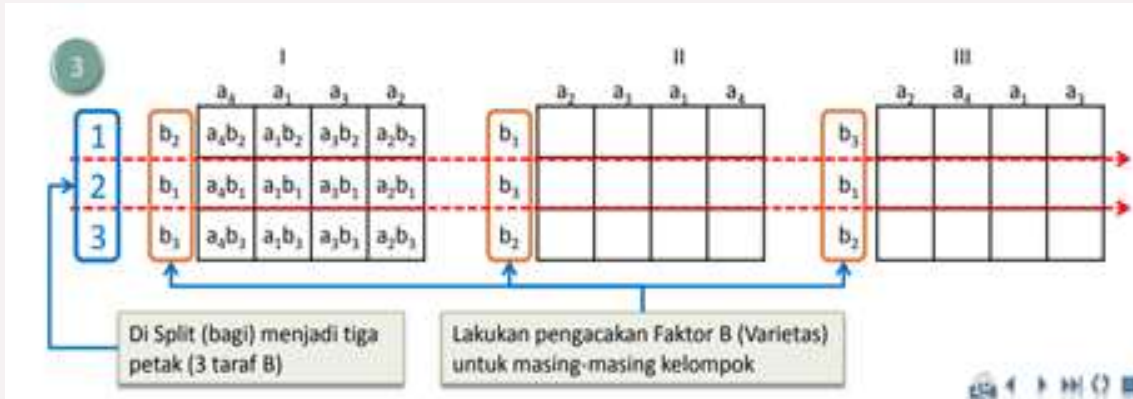 3
I II III
a₄ a₁ a₃ a₂ a₂ a₃ a₁ a₄ a₂ a₄ a₁ a₃
1 b₂ a₄b₂ a₁b₂ a₃b₂ a₂b₂ b₁ b₃
2 b₁ a₄b₁ a₁b₁ a₃b₁ a₂b₁ b₃ b₁
3 b₃ a₄b₃ a₁b₃ a₃b₃ a₂b₃ b₂ b₂
Di Split (bagi) menjadi tiga
petak (3 taraf B)
Lakukan pengacakan Faktor B (Varietas)
untuk masing-masing kelompok